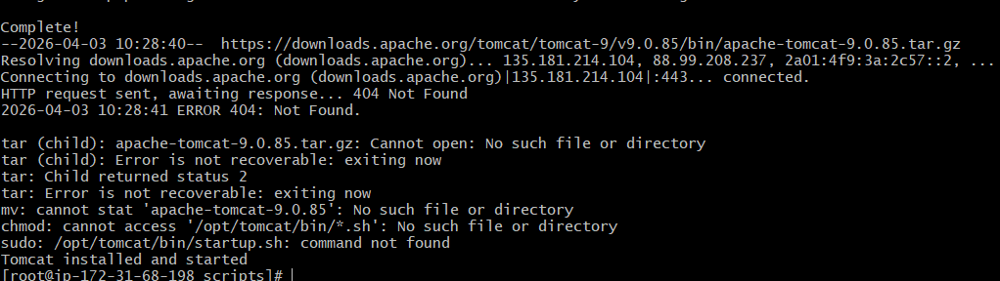 Complete!
--2026-04-03 10:28:40--  https://downloads.apache.org/tomcat/tomcat-9/v9.0.85/bin/apache-tomcat-9.0.85.tar.gz
Resolving downloads.apache.org (downloads.apache.org)... 135.181.214.104, 88.99.208.237, 2a01:4f9:3a:2c57::2, ...
Connecting to downloads.apache.org (downloads.apache.org)|135.181.214.104|:443... connected.
HTTP request sent, awaiting response... 404 Not Found
2026-04-03 10:28:41 ERROR 404: Not Found.
tar (child): apache-tomcat-9.0.85.tar.gz: Cannot open: No such file or directory
tar (child): Error is not recoverable: exiting now
tar: Child returned status 2
tar: Error is not recoverable: exiting now
mv: cannot stat 'apache-tomcat-9.0.85': No such file or directory
chmod: cannot access '/opt/tomcat/bin/*.sh': No such file or directory
sudo: /opt/tomcat/bin/startup.sh: command not found
Tomcat installed and started
[root@ip-172-31-68-198 scripts]#